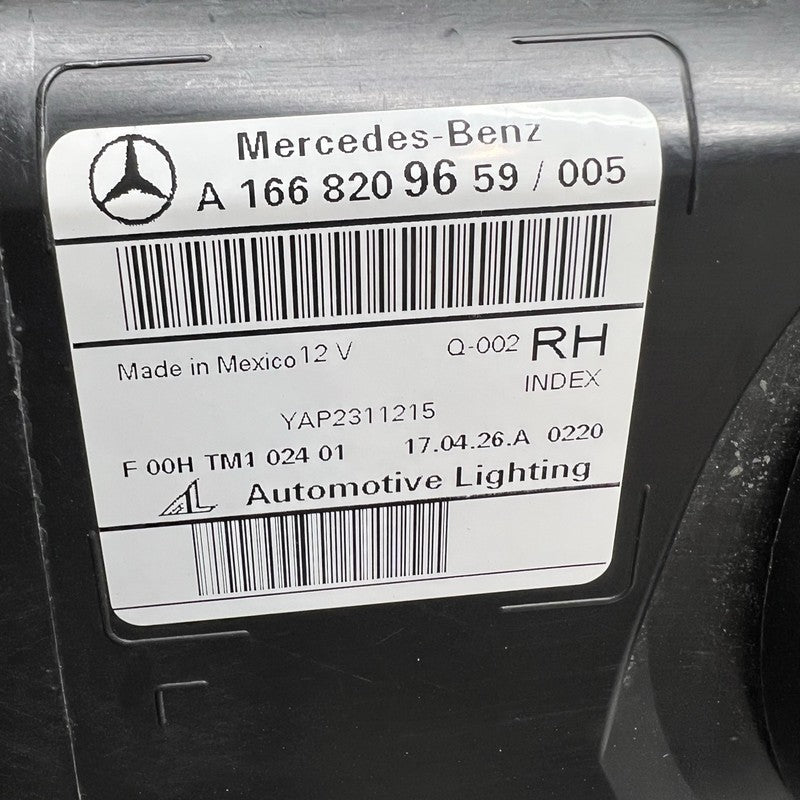 Mercedes-Benz
A 166 820 96 59 / 005
Made in Mexico 12 V Q-002 RH
INDEX
YAP2311215
F 00H TM1 024 01 17.04.26.A 0220
AL Automotive Lighting